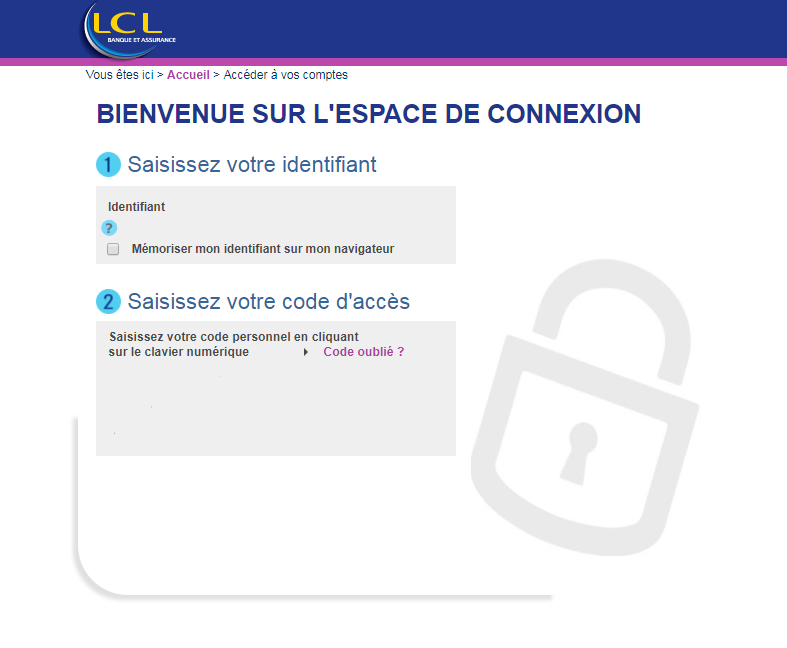 LCL
BANQUE ET ASSURANCE
Vous êtes ici > Accueil > Accéder à vos comptes
BIENVENUE SUR L'ESPACE DE CONNEXION
1 Saisissez votre identifiant
Identifiant
?
Mémoriser mon identifiant sur mon navigateur
2 Saisissez votre code d'accès
Saisissez votre code personnel en cliquant
sur le clavier numérique Code oublié ?